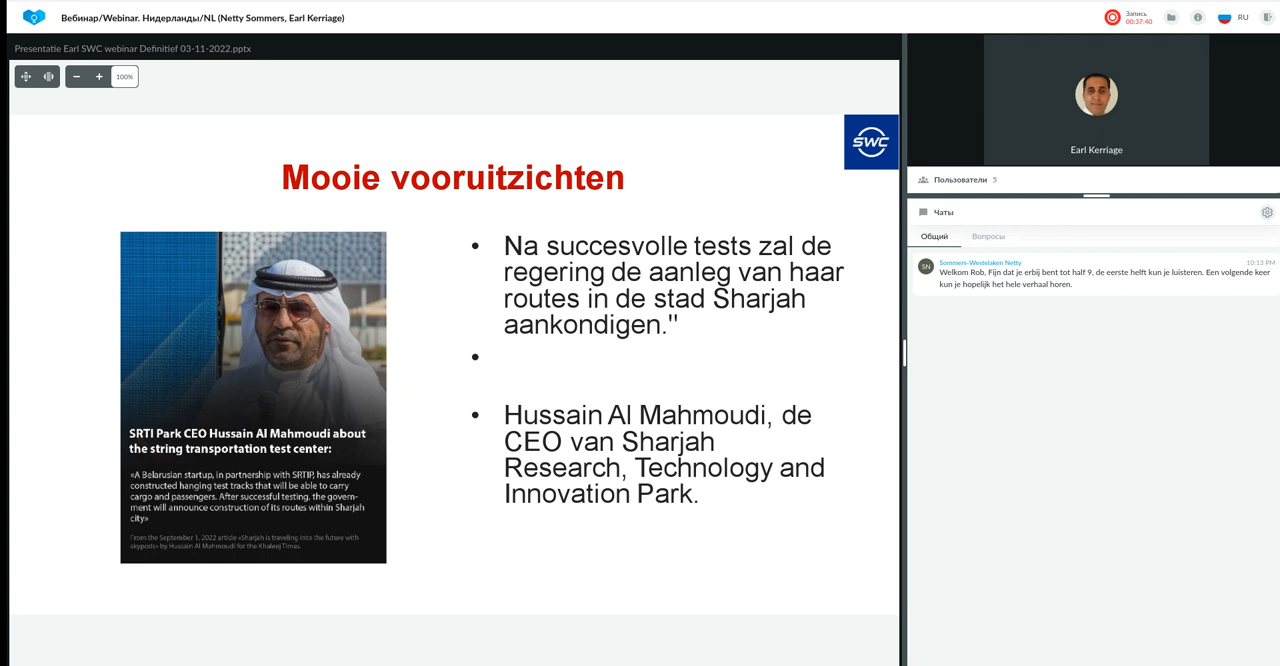 Вебинар/Webinar. Нидерланды/NL (Netty Sommers, Earl Kerriage)
Запись
00:37:40
RU
Presentatie Earl SWC webinar Definitief 03-11-2022.pptx
100%
SWC
Mooie vooruitzichten
• Na succesvolle tests zal de
regering de aanleg van haar
routes in de stad Sharjah
aankondigen."
•
• Hussain Al Mahmoudi, de
CEO van Sharjah
Research, Technology and
Innovation Park.
SRTI Park CEO Hussain Al Mahmoudi about
the string transportation test center:
«A Belarusian startup, in partnership with SRTIP, has already
constructed hanging test tracks that will be able to carry
cargo and passengers. After successful testing, the govern-
ment will announce construction of its routes within Sharjah
city»
From the September 1, 2022 article «Sharjah is traveling into the future with
skypods» by Hussain Al Mahmoudi for the Khaleej Times.
Earl Kerriage
Пользователи 5
Чаты
Общий Вопросы
SN
Sommers-Westelaken Netty 10:13 PM
Welkom Rob, Fijn dat je erbij bent tot half 9, de eerste helft kun je luisteren. Een volgende keer
kun je hopelijk het hele verhaal horen.